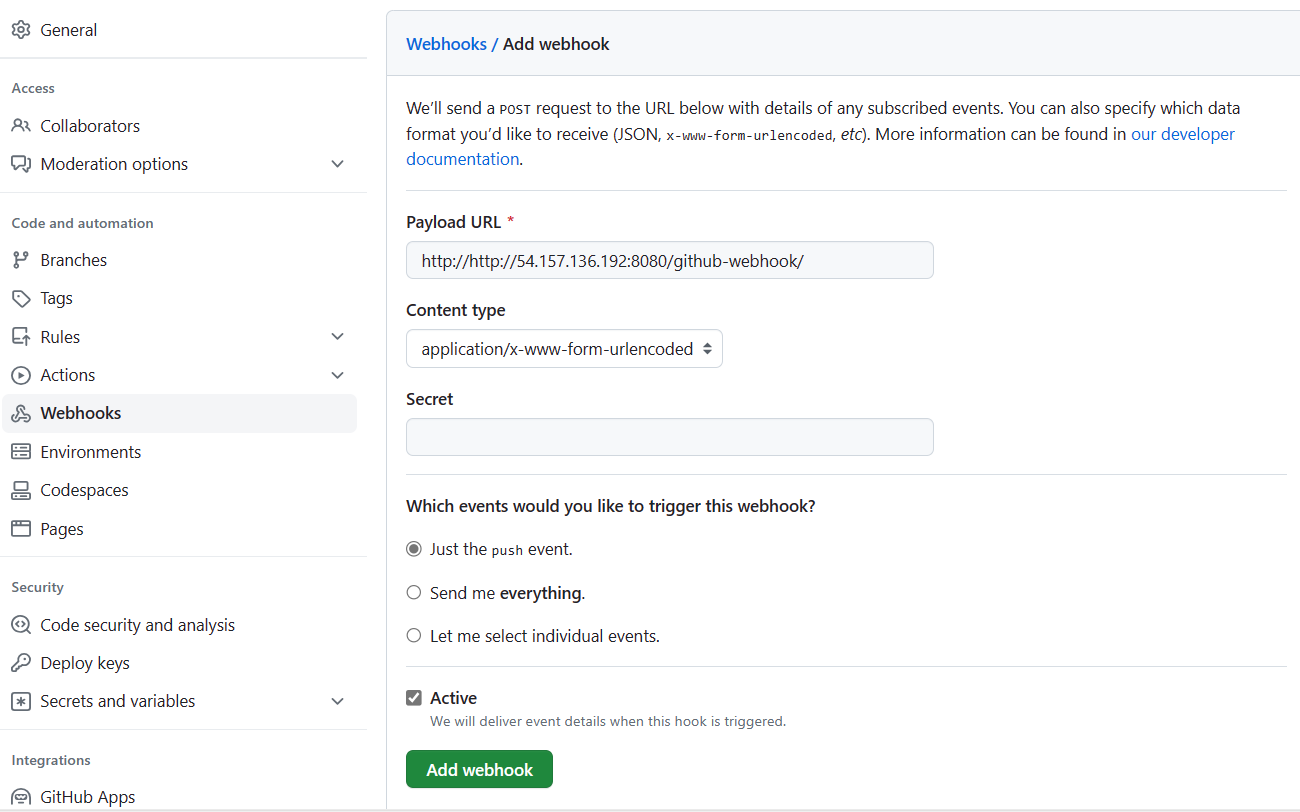 General
Access
Collaborators
Moderation options
Code and automation
Branches
Tags
Rules
Actions
Webhooks
Environments
Codespaces
Pages
Security
Code security and analysis
Deploy keys
Secrets and variables
Integrations
GitHub Apps
Webhooks / Add webhook
We’ll send a POST request to the URL below with details of any subscribed events. You can also specify which data
format you’d like to receive (JSON, x-www-form-urlencoded, etc). More information can be found in our developer
documentation.
Payload URL *
http://http://54.157.136.192:8080/github-webhook/
Content type
application/x-www-form-urlencoded
Secret
Which events would you like to trigger this webhook?
Just the push event.
Send me everything.
Let me select individual events.
Active
We will deliver event details when this hook is triggered.
Add webhook